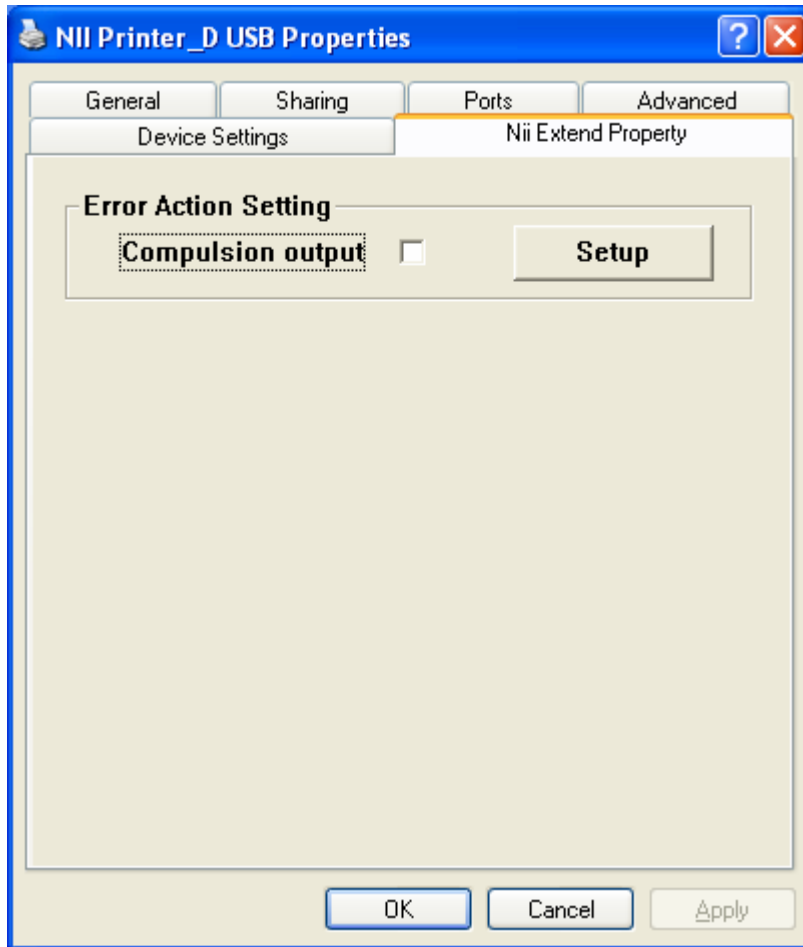 NII Printer_D USB Properties
?
General Sharing Ports Advanced
Device Settings Nii Extend Property
Error Action Setting
Compulsion output Setup
OK Cancel Apply